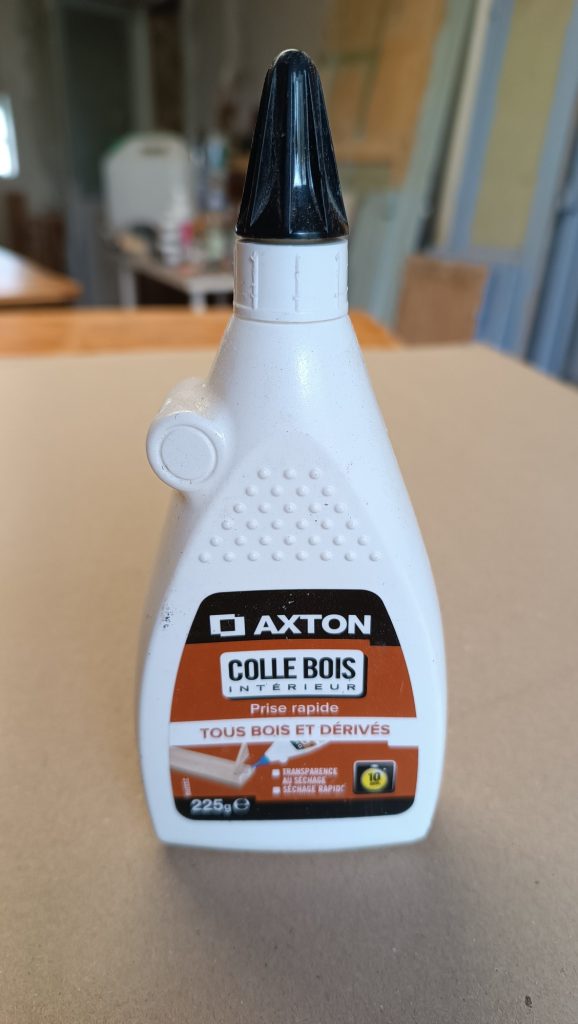 AXTON
COLLE BOIS
INTÉRIEUR
Prise rapide
TOUS BOIS ET DÉRIVÉS
TRANSPARENCE
AU SÉCHAGE
SÉCHAGE RAPIDE
10
225g e